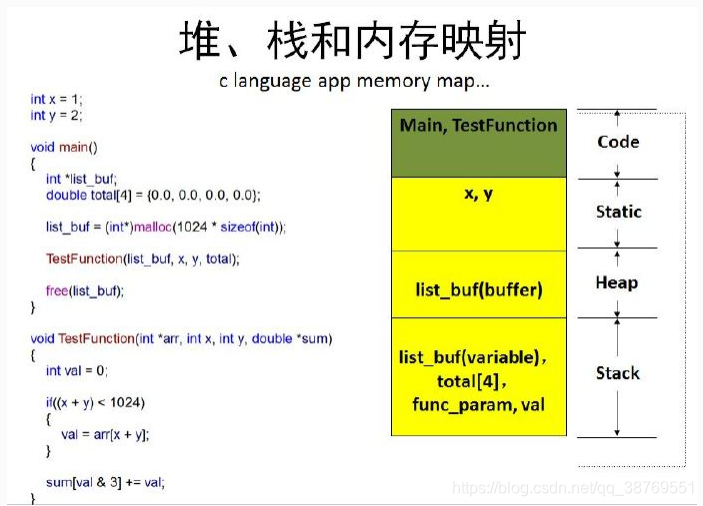 堆、栈和内存映射
c language app memory map...
int x = 1;
int y = 2;
void main()
{
int *list_buf;
double total[4] = {0.0, 0.0, 0.0, 0.0};
list_buf = (int*)malloc(1024 * sizeof(int));
TestFunction(list_buf, x, y, total);
free(list_buf);
}
void TestFunction(int *arr, int x, int y, double *sum)
{
int val = 0;
if((x + y) < 1024)
{
val = arr[x + y];
}
sum[val & 3] += val;
}
Main, TestFunction
Code
x, y
Static
list_buf(buffer)
Heap
list_buf(variable),
total[4],
func_param, val
Stack
https://blog.csdn.net/qq_38769551